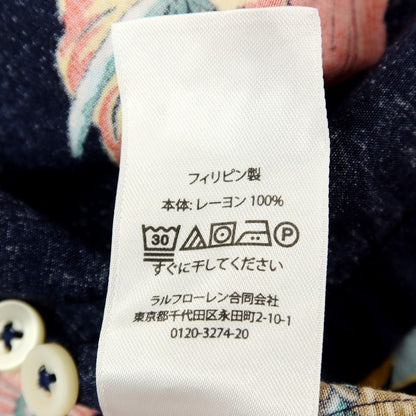 フィリピン製
本体: レーヨン 100%
30 P
すぐに干してください
ラルフローレン合同会社
東京都千代田区永田町2-10-1
0120-3274-20